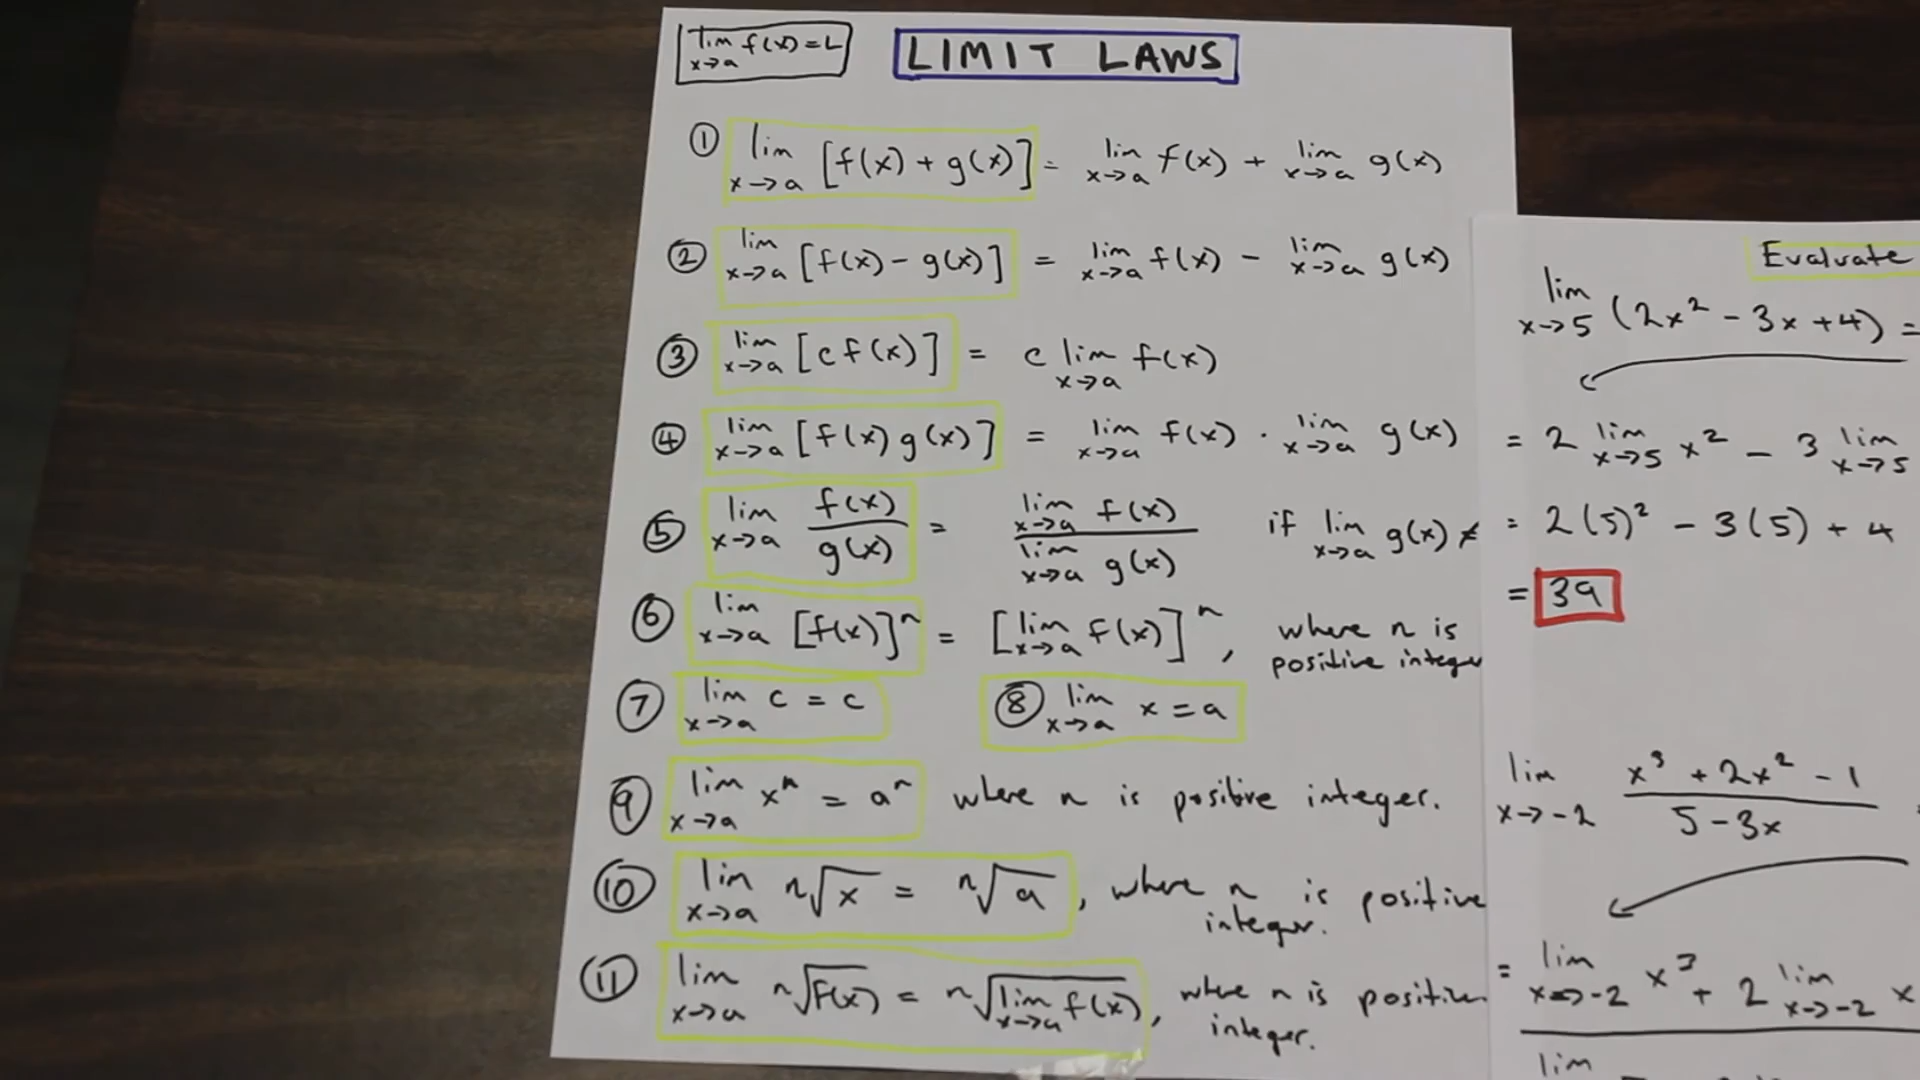 lim x→a f(x) = L
LIMIT LAWS
① lim x→a [f(x) + g(x)] = lim x→a f(x) + lim x→a g(x)
② lim x→a [f(x) - g(x)] = lim x→a f(x) - lim x→a g(x)
③ lim x→a [c f(x)] = c lim x→a f(x)
④ lim x→a [f(x) g(x)] = lim x→a f(x) · lim x→a g(x)
⑤ lim x→a f(x)/g(x) = lim x→a f(x) / lim x→a g(x) if lim x→a g(x) ≠
⑥ lim x→a [f(x)]ⁿ = [lim x→a f(x)]ⁿ, where n is
positive integer
⑦ lim x→a c = c ⑧ lim x→a x = a
⑨ lim x→a xⁿ = aⁿ where n is positive integer.
⑩ lim x→a ⁿ√x = ⁿ√a, where n is positive
integer.
⑪ lim x→a ⁿ√f(x) = ⁿ√lim x→a f(x), where n is positive
integer.
Evaluate
lim x→5 (2x² - 3x + 4) =
= 2 lim x→5 x² - 3 lim x→5
= 2(5)² - 3(5) + 4
= 39
lim x→-2 x³ + 2x² - 1 / 5 - 3x
= lim x→-2 x³ + 2 lim x→-2 x
lim